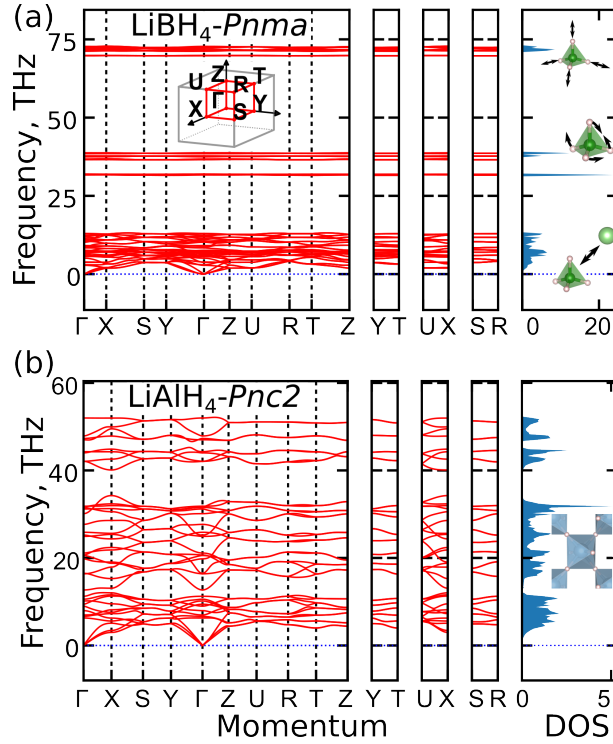 (a)
LiBH4-Pnma
Frequency, THz
75
50
25
0
Z T
U R
X Γ Y
S
Γ X S Y Γ Z U R T Z Y T U X S R
0 20
(b)
LiAlH4-Pnc2
Frequency, THz
60
40
20
0
Γ X S Y Γ Z U R T Z Y T U X S R
0 5
Momentum DOS